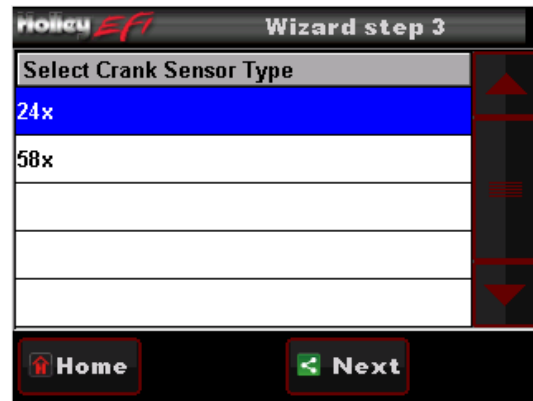 Holley EFI Wizard step 3
Select Crank Sensor Type
24x
58x
Home Next